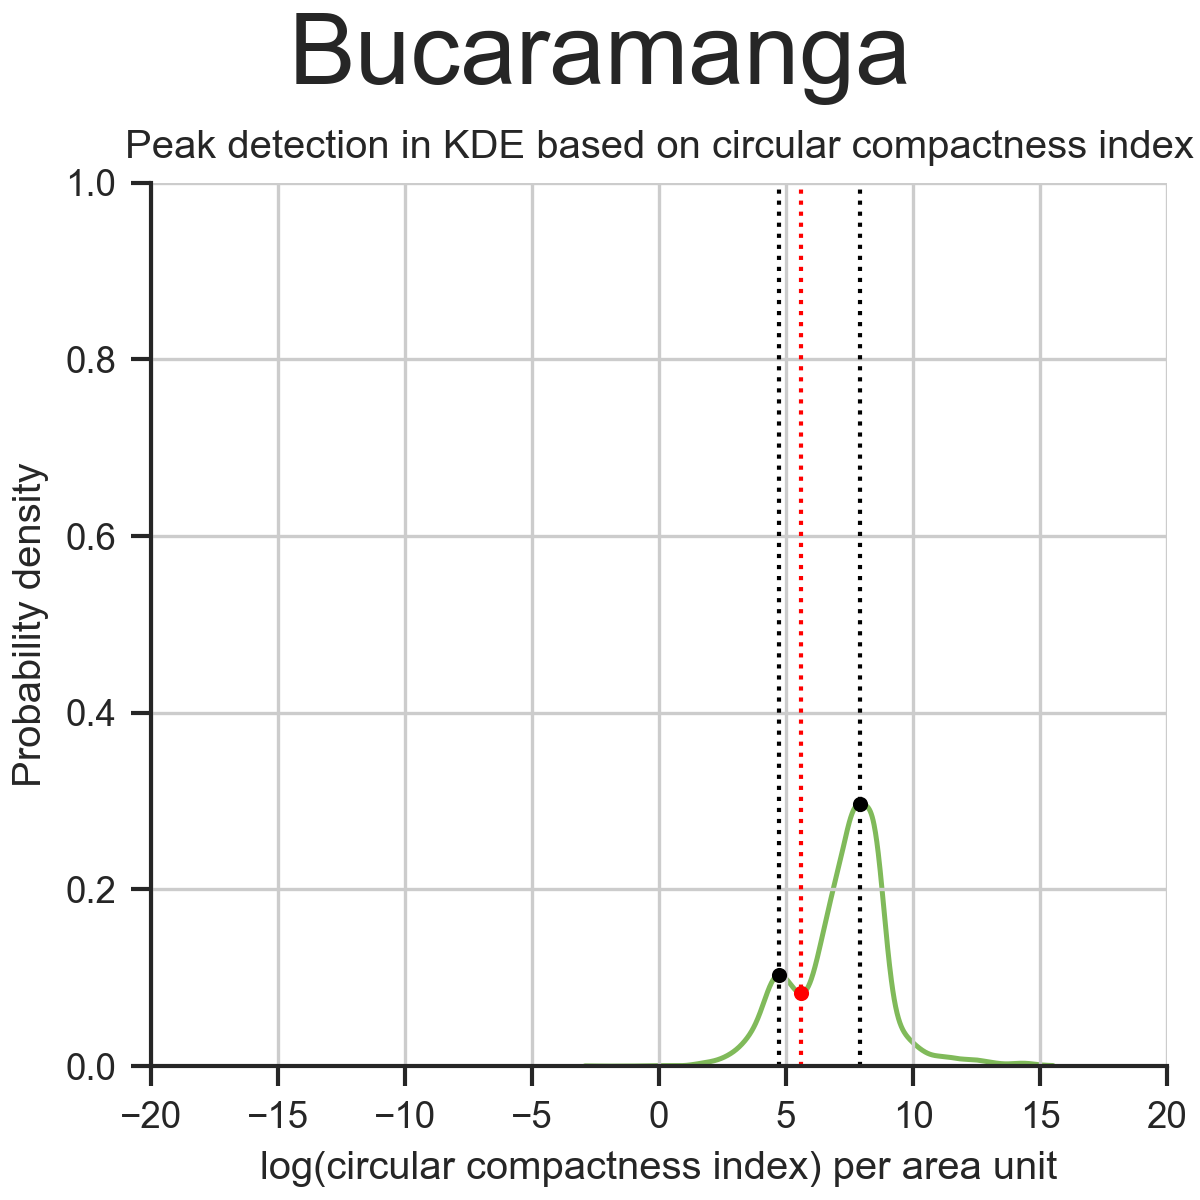 Bucaramanga
Peak detection in KDE based on circular compactness index
1.0
0.8
0.6
0.4
0.2
0.0
Probability density
−20 −15 −10 −5 0 5 10 15 20
log(circular compactness index) per area unit